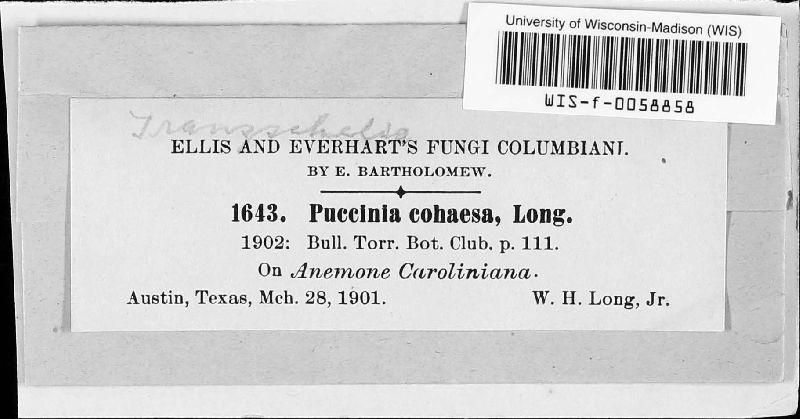 University of Wisconsin-Madison (WIS)
WIS-f-0058858
Tranzschelia
ELLIS AND EVERHART'S FUNGI COLUMBIANI.
BY E. BARTHOLOMEW.
1643. Puccinia cohaesa, Long.
1902: Bull. Torr. Bot. Club. p. 111.
On Anemone Caroliniana.
Austin, Texas, Mch. 28, 1901. W. H. Long, Jr.